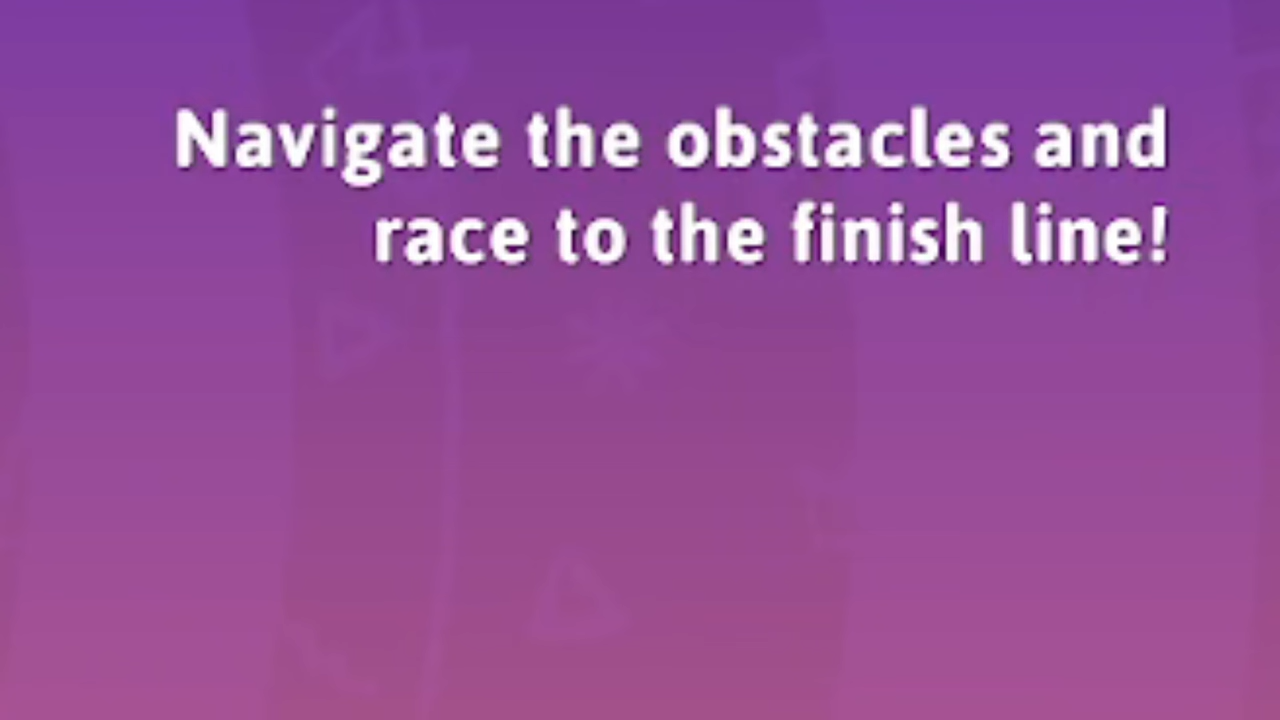 Navigate the obstacles and
race to the finish line!